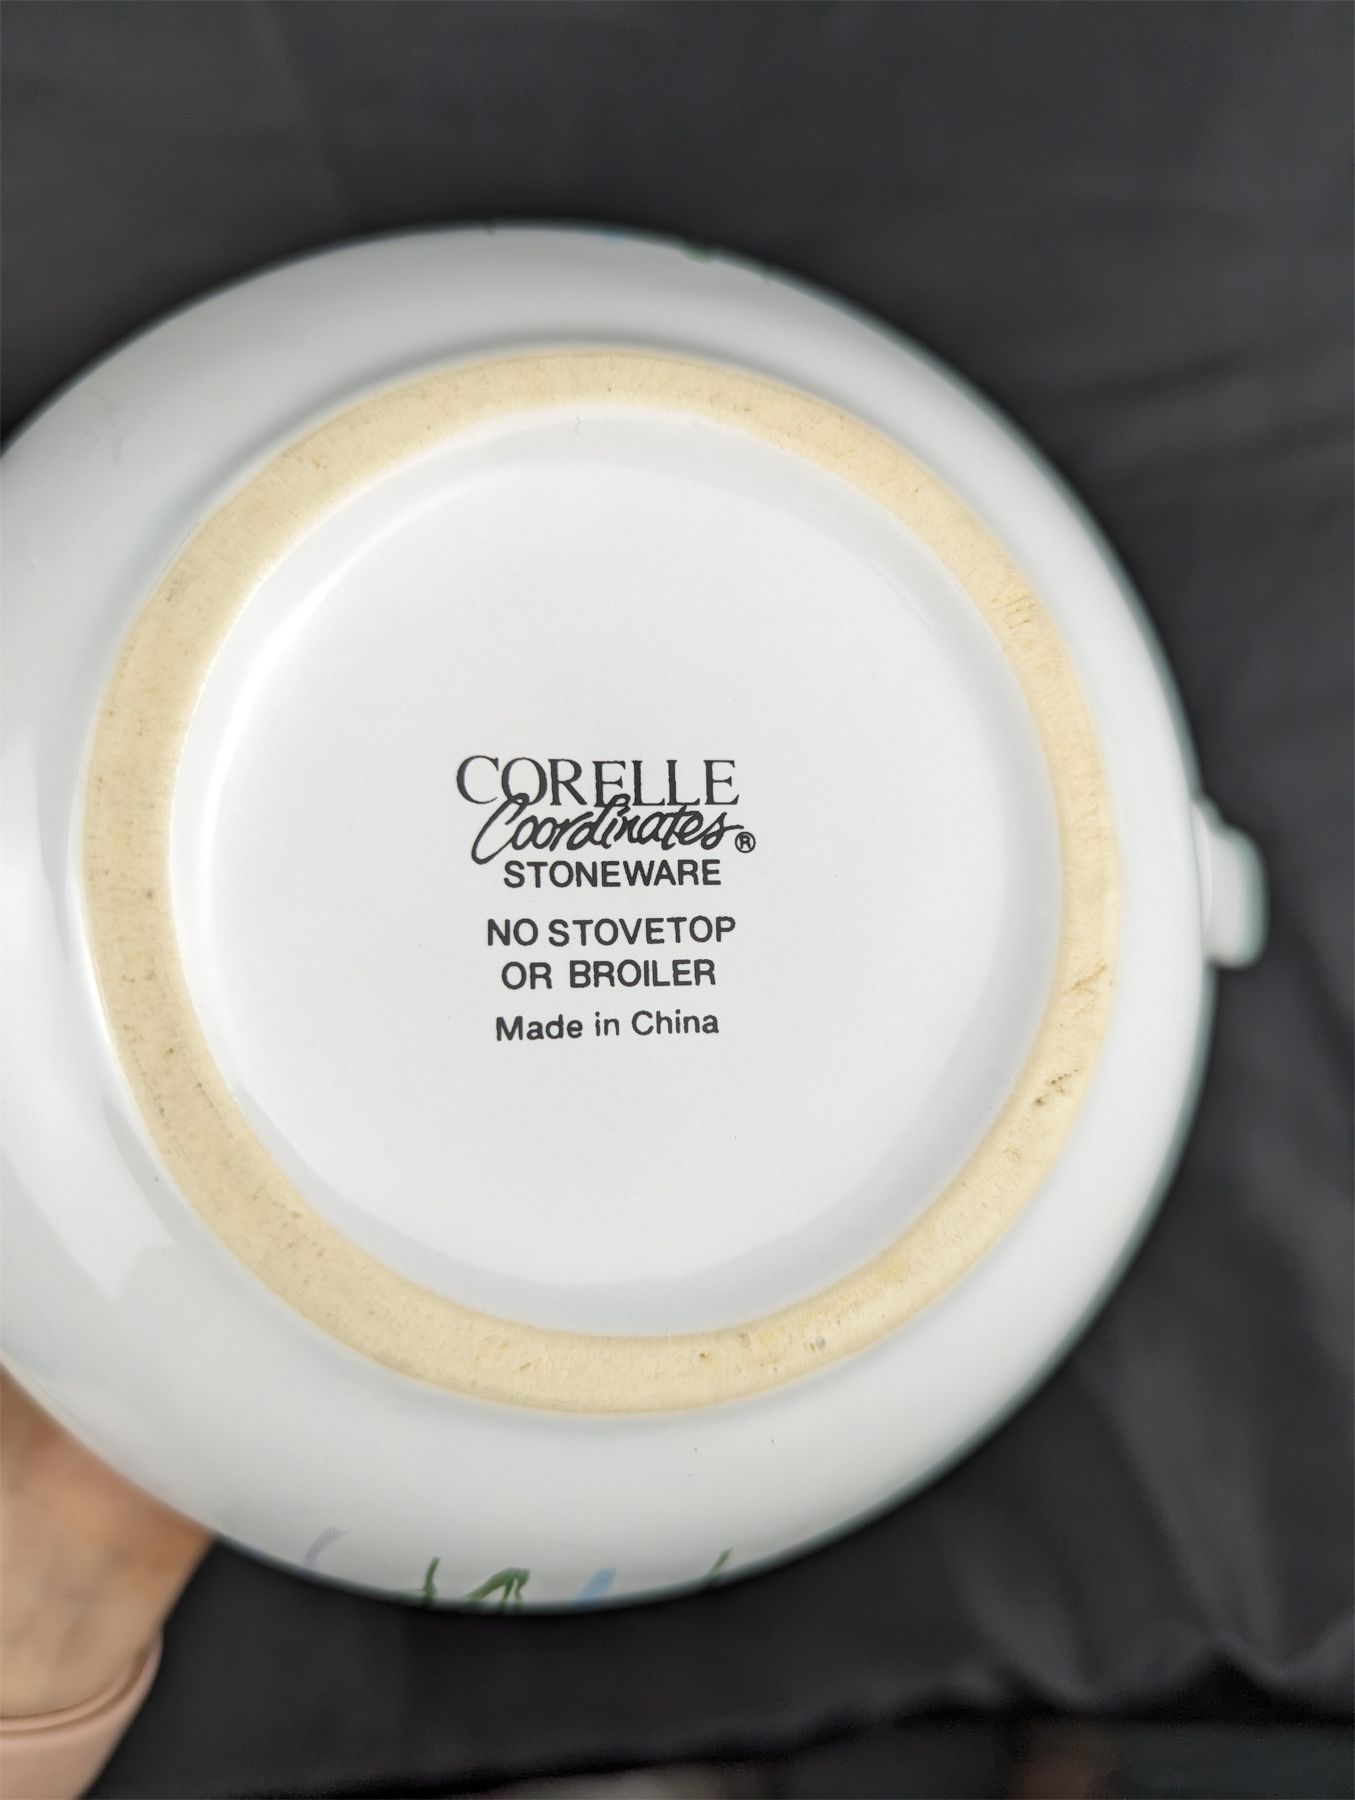 CORELLE
Coordinates®
STONEWARE
NO STOVETOP
OR BROILER
Made in China